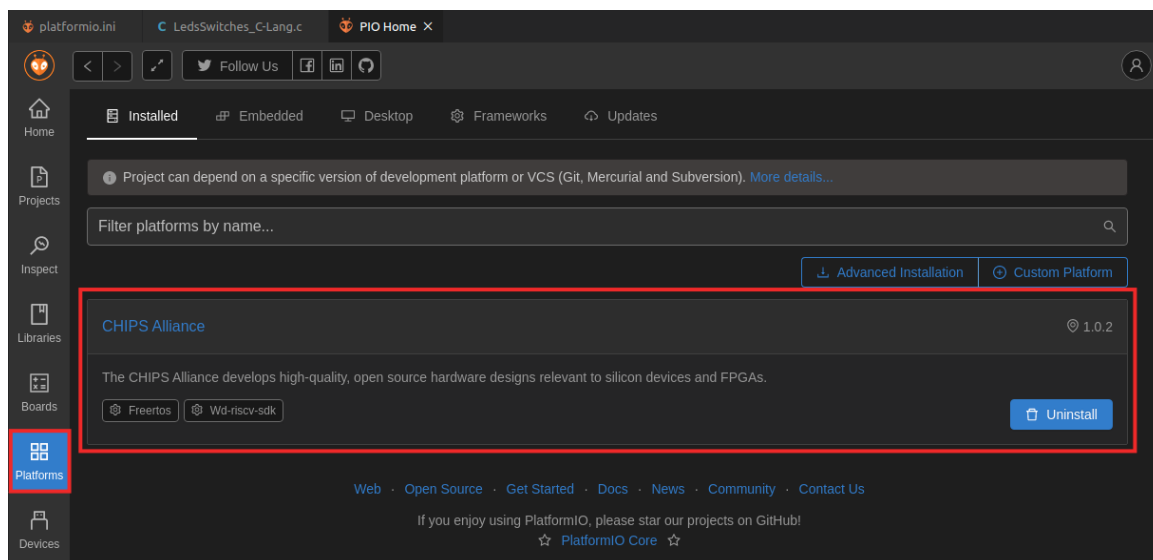 platformio.ini C LedsSwitches_C-Lang.c PIO Home
Follow Us
Home
Projects
Inspect
Libraries
Boards
Platforms
Devices
Installed Embedded Desktop Frameworks Updates
Project can depend on a specific version of development platform or VCS (Git, Mercurial and Subversion). More details...
Filter platforms by name...
Advanced Installation Custom Platform
CHIPS Alliance 1.0.2
The CHIPS Alliance develops high-quality, open source hardware designs relevant to silicon devices and FPGAs.
Freertos Wd-riscv-sdk Uninstall
Web · Open Source · Get Started · Docs · News · Community · Contact Us
If you enjoy using PlatformIO, please star our projects on GitHub!
☆ PlatformIO Core ☆